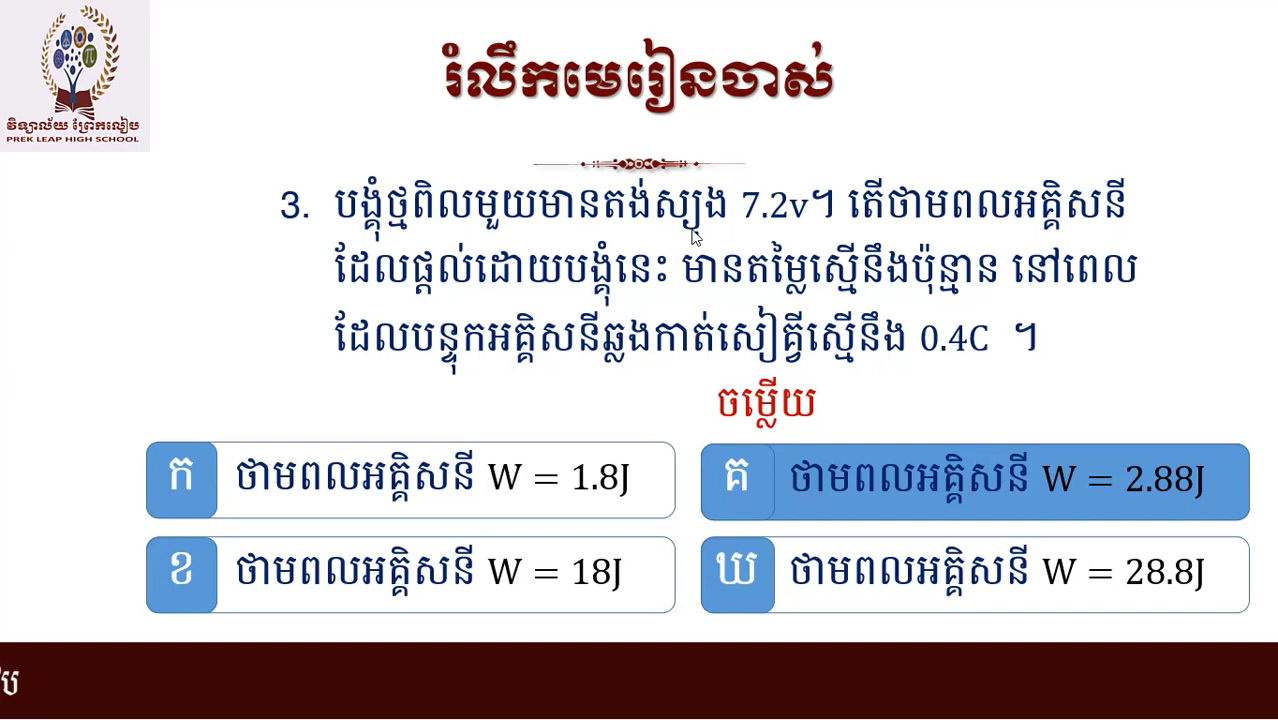 វិទ្យាល័យ ព្រែកលៀប
PREK LEAP HIGH SCHOOL
រំលឹកមេរៀនចាស់
3. បង្គុំថ្មពិលមួយមានតង់ស្យុង 7.2v។ តើថាមពលអគ្គិសនី
ដែលផ្តល់ដោយបង្គុំនេះ មានតម្លៃស្មើនឹងប៉ុន្មាន នៅពេល
ដែលបន្ទុកអគ្គិសនីឆ្លងកាត់សៀគ្វីស្មើនឹង 0.4C ។
ចម្លើយ
ក ថាមពលអគ្គិសនី W = 1.8J
គ ថាមពលអគ្គិសនី W = 2.88J
ខ ថាមពលអគ្គិសនី W = 18J
ឃ ថាមពលអគ្គិសនី W = 28.8J